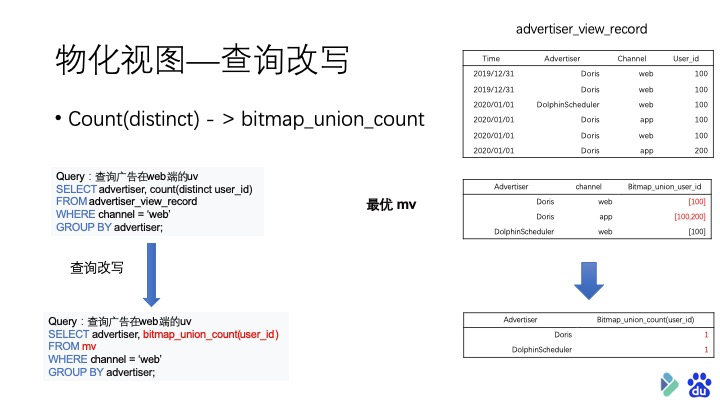 物化视图—查询改写
• Count(distinct) - > bitmap_union_count
Query：查询广告在web端的uv
SELECT advertiser, count(distinct user_id)
FROM advertiser_view_record
WHERE channel = ‘web’
GROUP BY advertiser;
查询改写
Query：查询广告在web端的uv
SELECT advertiser, bitmap_union_count(user_id)
FROM mv
WHERE channel = ‘web’
GROUP BY advertiser;
最优 mv
advertiser_view_record
Time Advertiser Channel User_id
2019/12/31 Doris web 100
2019/12/31 Doris web 100
2020/01/01 DolphinScheduler web 100
2020/01/01 Doris app 100
2020/01/01 Doris web 100
2020/01/01 Doris app 200
Advertiser channel Bitmap_union_user_id
Doris web [100]
Doris app [100,200]
DolphinScheduler web [100]
Advertiser Bitmap_union_count(user_id)
Doris 1
DolphinScheduler 1
du